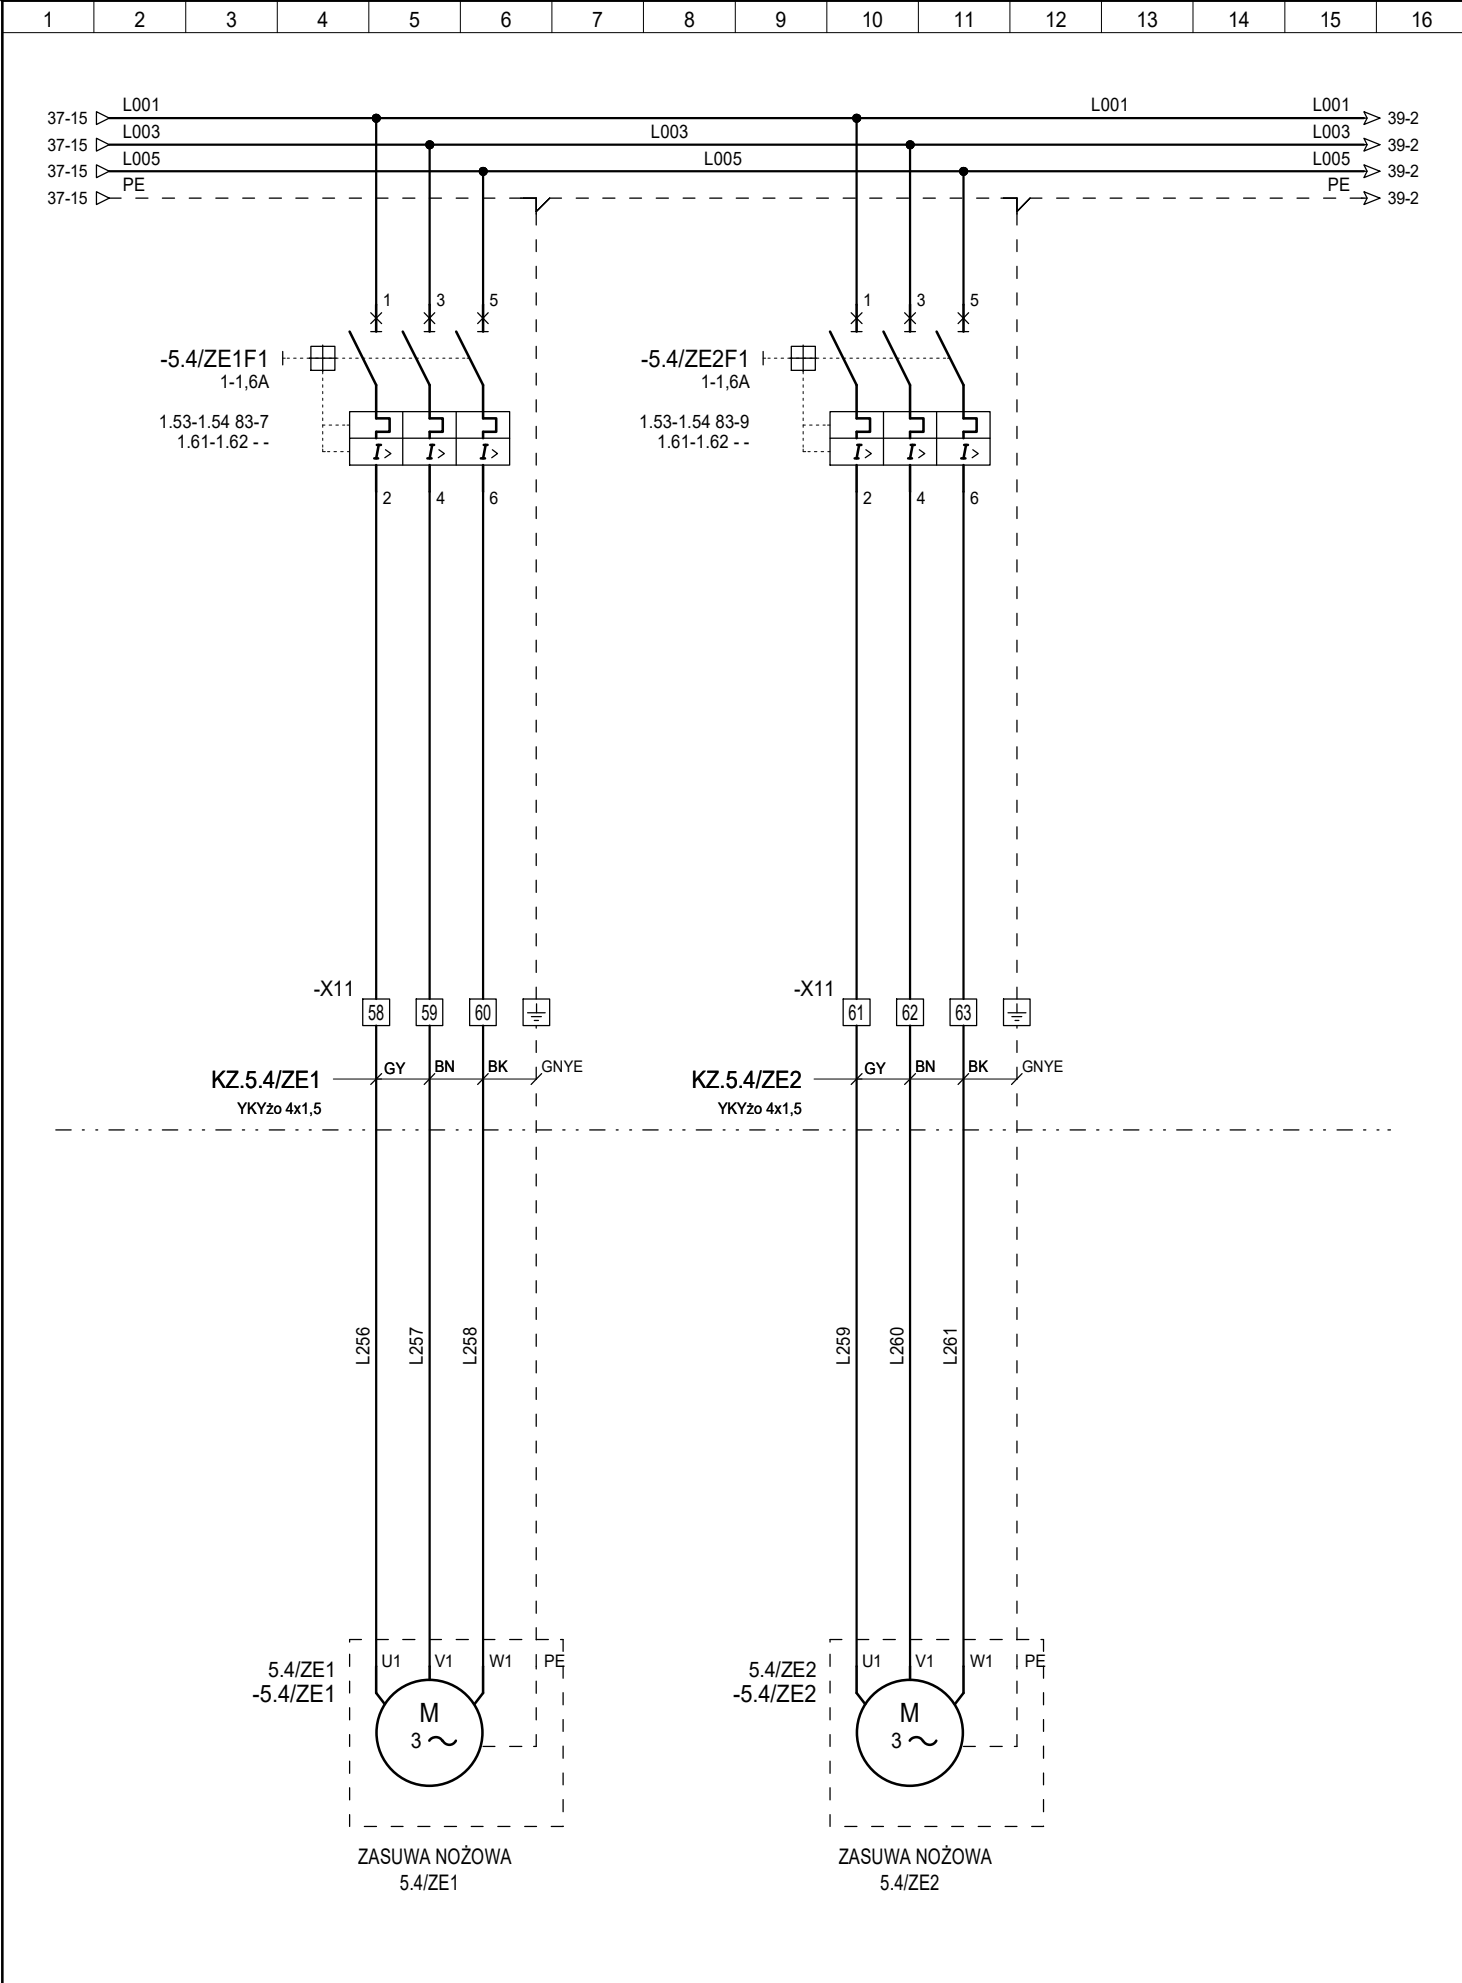 1 2 3 4 5 6 7 8 9 10 11 12 13 14 15 16
L001 L001 L001
37-15 39-2
L003 L003 L003
37-15 39-2
L005 L005 L005
37-15 39-2
PE PE
37-15 39-2
1 3 5 1 3 5
-5.4/ZE1F1 -5.4/ZE2F1
1-1,6A 1-1,6A
1.53-1.54 83-7 1.53-1.54 83-9
1.61-1.62 - - 1.61-1.62 - -
I> I> I> I> I> I>
2 4 6 2 4 6
-X11 -X11
58 59 60 61 62 63
GY BN BK GNYE GY BN BK GNYE
KZ.5.4/ZE1 KZ.5.4/ZE2
YKYżo 4x1,5 YKYżo 4x1,5
L256 L257 L258 L259 L260 L261
U1 V1 W1 PE U1 V1 W1 PE
5.4/ZE1 5.4/ZE2
-5.4/ZE1 -5.4/ZE2
M M
3 3
ZASUWA NOŻOWA ZASUWA NOŻOWA
5.4/ZE1 5.4/ZE2